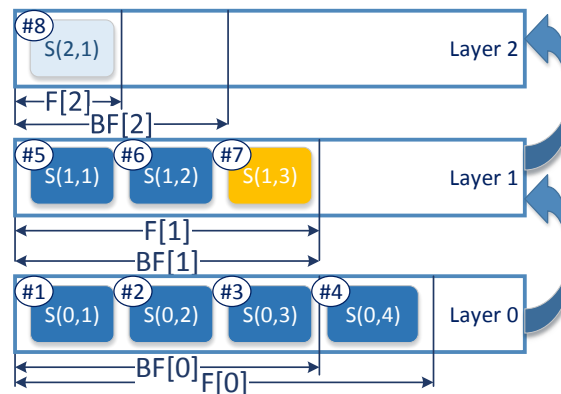 #8
S(2,1)
Layer 2
F[2]
BF[2]
#5 #6 #7
S(1,1) S(1,2) S(1,3) Layer 1
F[1]
BF[1]
#1 #2 #3 #4
S(0,1) S(0,2) S(0,3) S(0,4) Layer 0
BF[0]
F[0]